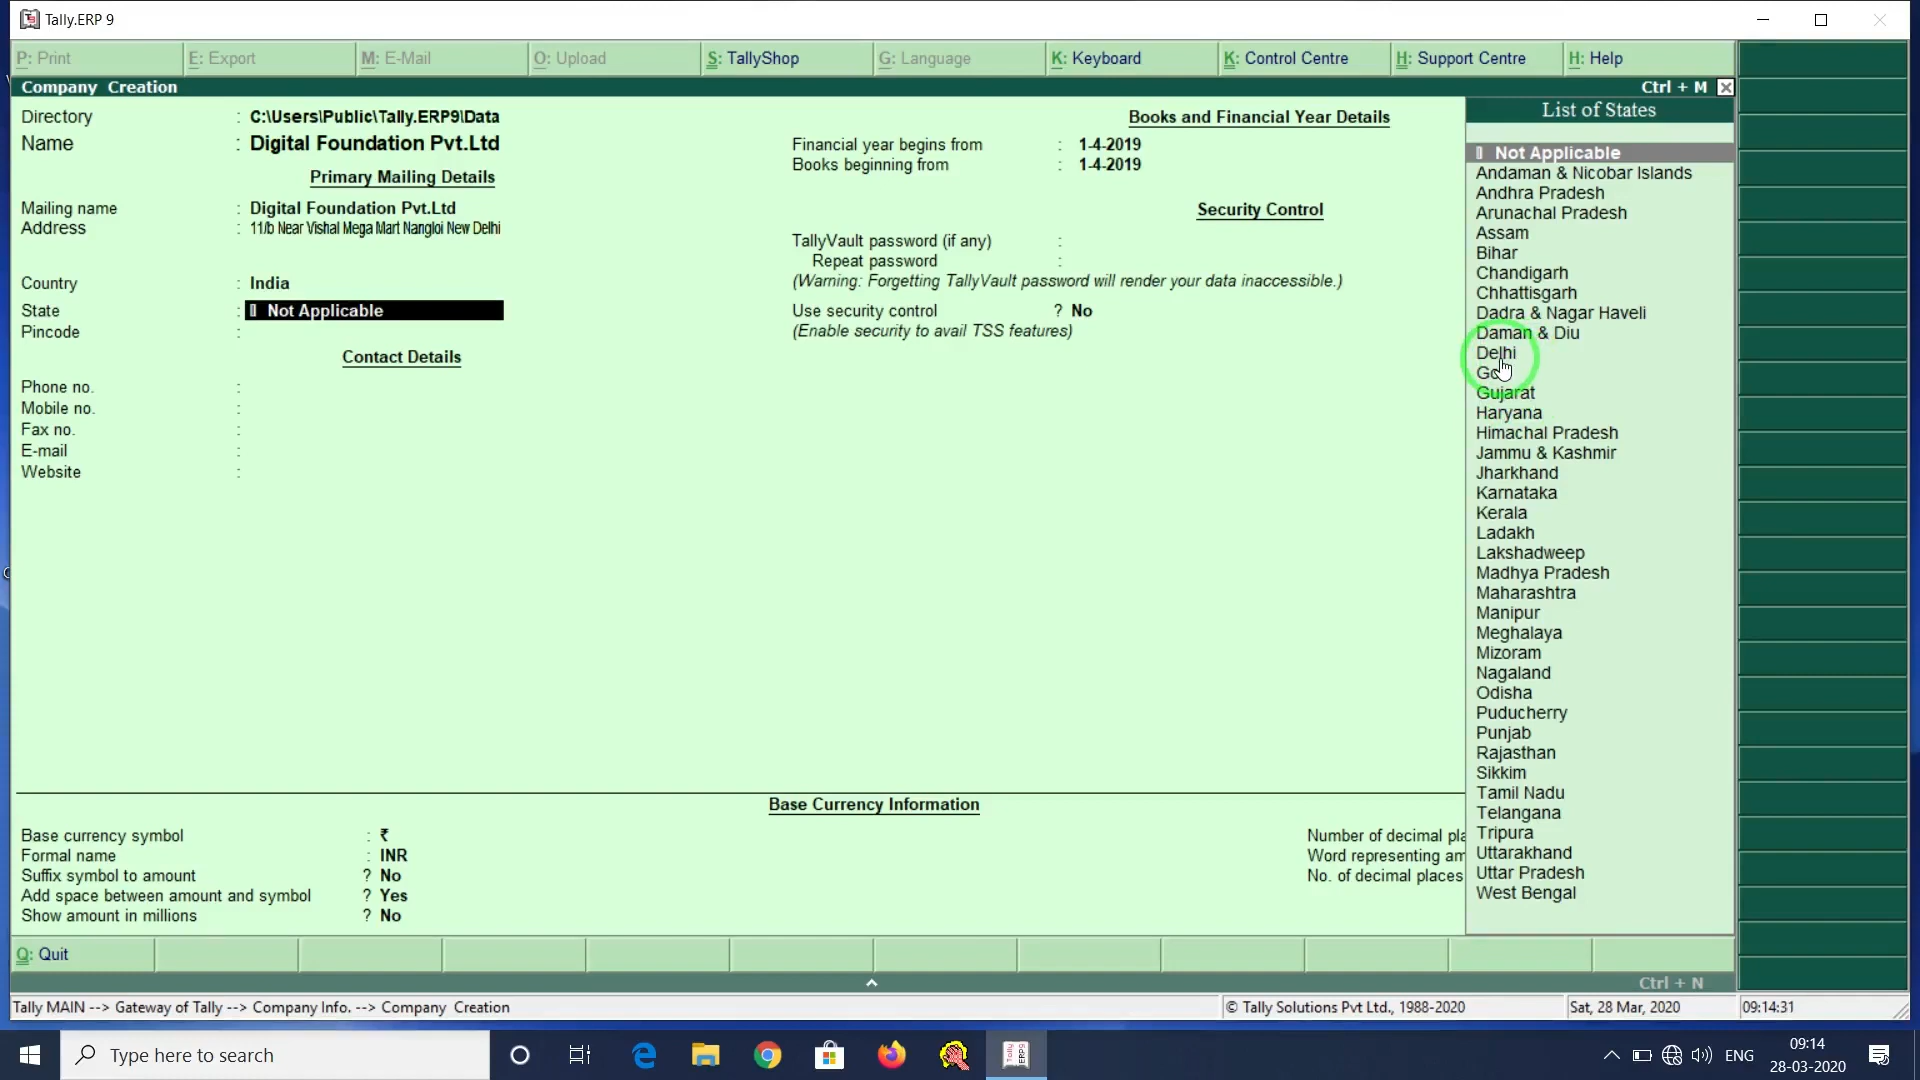 Tally.ERP 9
P: Print
E: Export
M: E-Mail
O: Upload
S: TallyShop
G: Language
K: Keyboard
K: Control Centre
H: Support Centre
H: Help
Company Creation
Ctrl + M
Directory : C:\Users\Public\Tally.ERP9\Data
Name : Digital Foundation Pvt.Ltd
Primary Mailing Details
Mailing name : Digital Foundation Pvt.Ltd
Address : 11/b Near Vishal Mega Mart Nangloi New Delhi
Country : India
State : Not Applicable
Pincode :
Contact Details
Phone no. :
Mobile no. :
Fax no. :
E-mail :
Website :
Books and Financial Year Details
Financial year begins from : 1-4-2019
Books beginning from : 1-4-2019
Security Control
TallyVault password (if any) :
Repeat password :
(Warning: Forgetting TallyVault password will render your data inaccessible.)
Use security control ? No
(Enable security to avail TSS features)
List of States
Not Applicable
Andaman & Nicobar Islands
Andhra Pradesh
Arunachal Pradesh
Assam
Bihar
Chandigarh
Chhattisgarh
Dadra & Nagar Haveli
Daman & Diu
Delhi
Gujarat
Haryana
Himachal Pradesh
Jammu & Kashmir
Jharkhand
Karnataka
Kerala
Ladakh
Lakshadweep
Madhya Pradesh
Maharashtra
Manipur
Meghalaya
Mizoram
Nagaland
Odisha
Puducherry
Punjab
Rajasthan
Sikkim
Tamil Nadu
Telangana
Tripura
Uttarakhand
Uttar Pradesh
West Bengal
Base Currency Information
Base currency symbol : ₹
Formal name : INR
Suffix symbol to amount ? No
Add space between amount and symbol ? Yes
Show amount in millions ? No
Number of decimal pla
Word representing am
No. of decimal places
Q: Quit
Ctrl + N
Tally MAIN --> Gateway of Tally --> Company Info. --> Company Creation
© Tally Solutions Pvt Ltd., 1988-2020
Sat, 28 Mar, 2020
09:14:31
Type here to search
ENG
09:14
28-03-2020